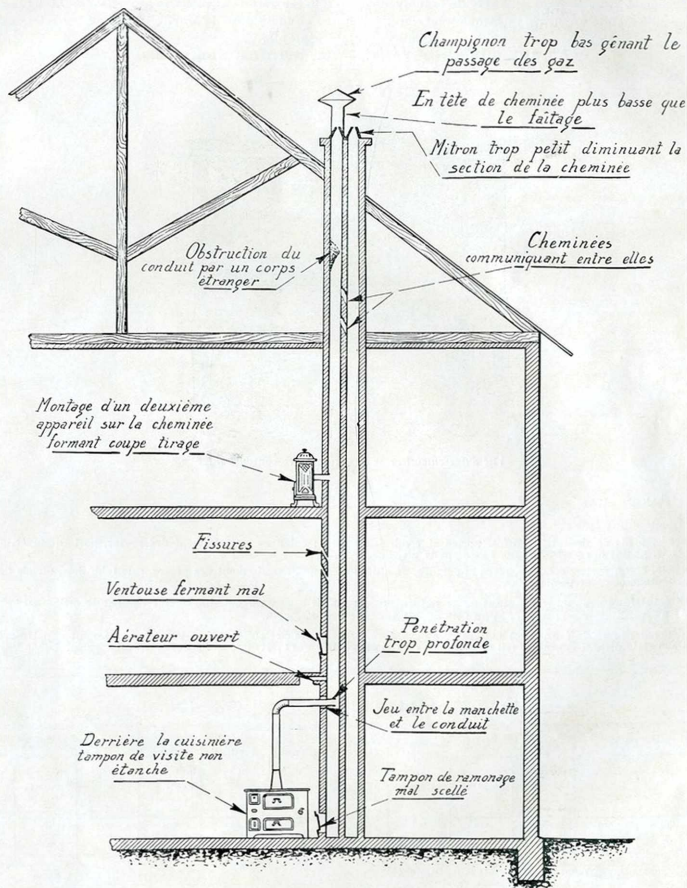 Champignon trop bas gênant le
passage des gaz
En tête de cheminée plus basse que
le faîtage
Mitron trop petit diminuant la
section de la cheminée
Obstruction du
conduit par un corps
étranger
Cheminées
communiquant entre elles
Montage d'un deuxième
appareil sur la cheminée
formant coupe tirage
Fissures
Ventouse fermant mal
Aérateur ouvert
Pénétration
trop profonde
Jeu entre la manchette
et le conduit
Derrière la cuisinière
tampon de visite non
étanche
Tampon de ramonage
mal scellé